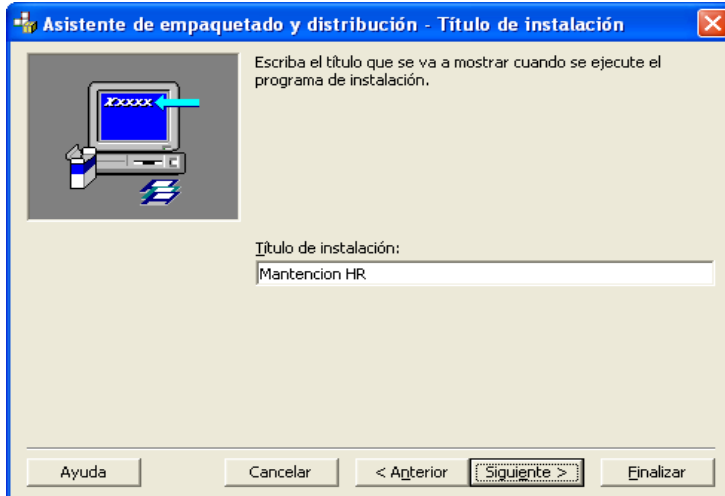 Asistente de empaquetado y distribución - Título de instalación
Escriba el título que se va a mostrar cuando se ejecute el
programa de instalación.
Xxxxx
Título de instalación:
Mantencion HR
Ayuda
Cancelar
< Anterior
Siguiente >
Finalizar